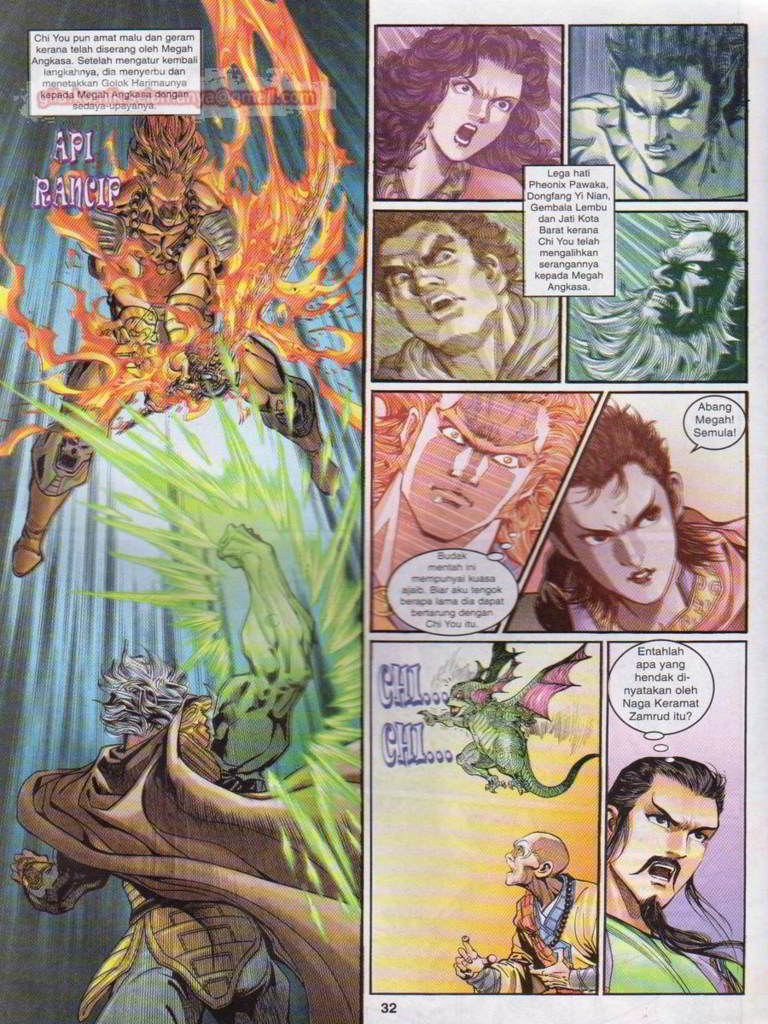 Chi You pun amat malu dan geram
kerana telah diserang oleh Megah
Angkasa. Setelah mengatur kembali
langkahnya, dia menyerbu dan
menetakkan Golok Harimaunya
kepada Megah Angkasa dengan
sedaya-upayanya.
API
RANCIP
Lega hati
Pheonix Pawaka,
Dongfang Yi Nian,
Gembala Lembu
dan Jati Kota
Barat kerana
Chi You telah
mengalihkan
serangannya
kepada Megah
Angkasa.
Budak
mentah ini
mempunyai kuasa
ajaib. Biar aku tengok
berapa lama dia dapat
bertarung dengan
Chi You itu.
Abang
Megah!
Semula!
CHI...
CHI...
Entahlah
apa yang
hendak di-
nyatakan oleh
Naga Keramat
Zamrud itu?
32